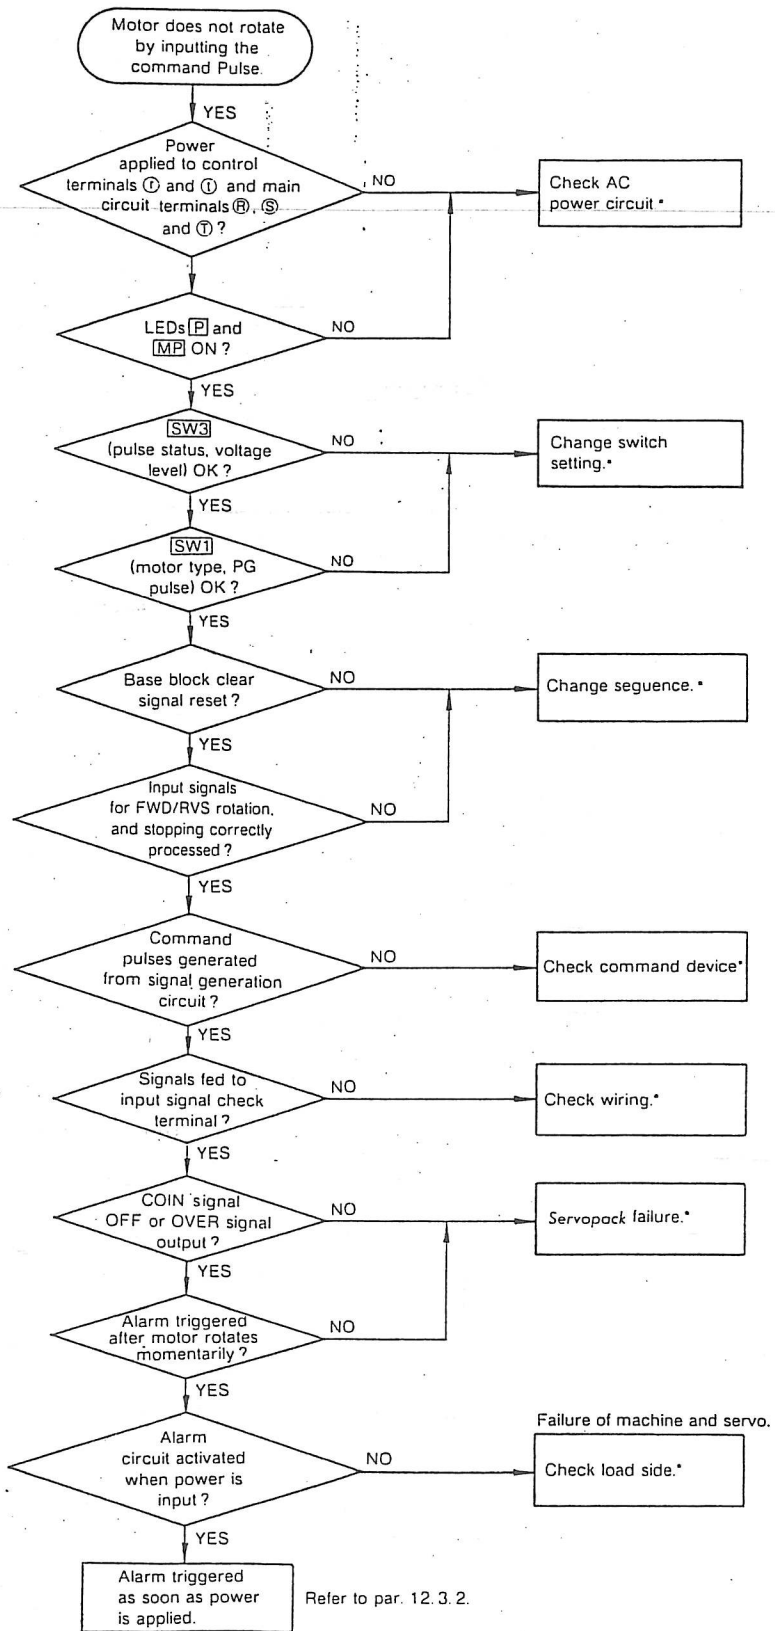 Motor does not rotate
by inputting the
command Pulse.
YES
Power
applied to control
terminals ⓡ and ⓣ and main
circuit terminals Ⓡ, Ⓢ
and Ⓣ ?
NO
Check AC
power circuit *
LEDs P and
MP ON ?
NO
YES
SW3
(pulse status, voltage
level) OK ?
NO
Change switch
setting.*
YES
SW1
(motor type, PG
pulse) OK ?
NO
YES
Base block clear
signal reset ?
NO
Change seguence. *
YES
Input signals
for FWD/RVS rotation,
and stopping correctly
processed ?
NO
YES
Command
pulses generated
from signal generation
circuit ?
NO
Check command device*
YES
Signals fed to
input signal check
terminal ?
NO
Check wiring.*
YES
COIN signal
OFF or OVER signal
output ?
NO
Servopack failure.*
YES
Alarm triggered
after motor rotates
momentarily ?
NO
YES
Alarm
circuit activated
when power is
input ?
NO
Failure of machine and servo.
Check load side.*
YES
Alarm triggered
as soon as power
is applied.
Refer to par. 12.3.2.